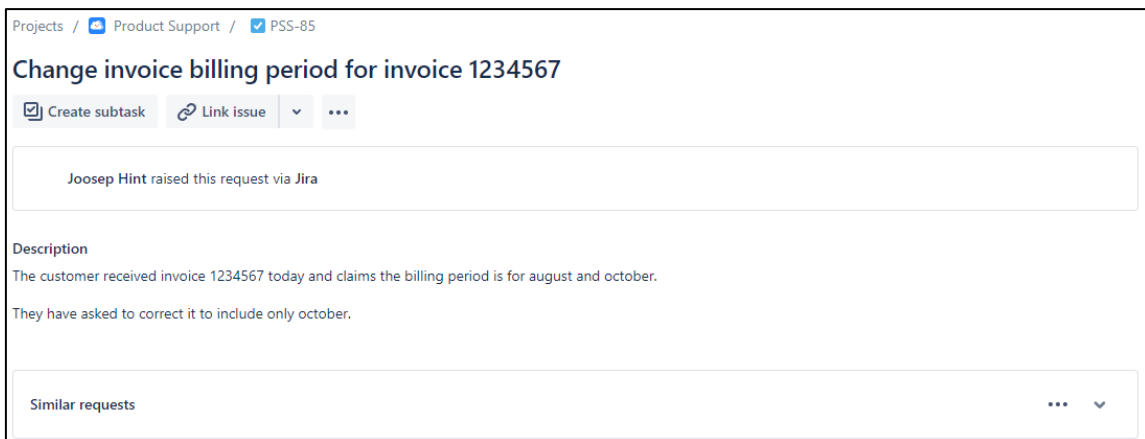 Projects / Product Support / PSS-85
Change invoice billing period for invoice 1234567
Create subtask Link issue
Joosep Hint raised this request via Jira
Description
The customer received invoice 1234567 today and claims the billing period is for august and october.
They have asked to correct it to include only october.
Similar requests